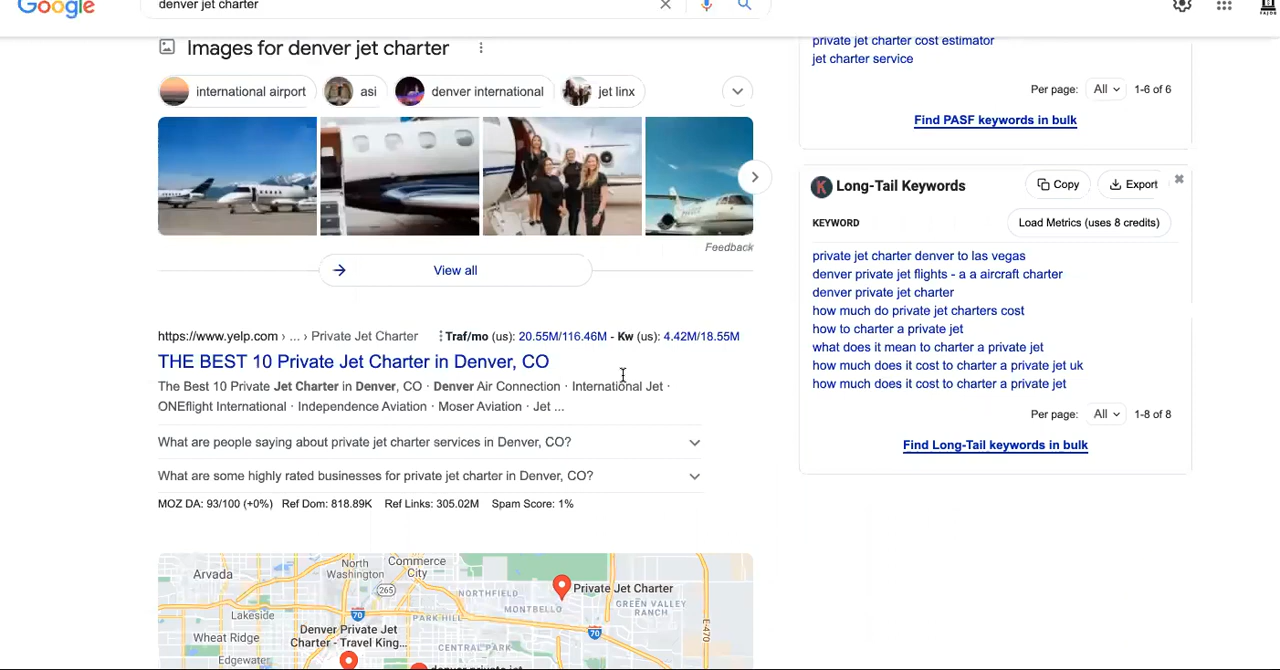 Google
denver jet charter
Images for denver jet charter
international airport
asi
denver international
jet linx
Feedback
View all
https://www.yelp.com › ... › Private Jet Charter
Traf/mo (us): 20.55M/116.46M - Kw (us): 4.42M/18.55M
THE BEST 10 Private Jet Charter in Denver, CO
The Best 10 Private Jet Charter in Denver, CO · Denver Air Connection · International Jet ·
ONEflight International · Independence Aviation · Moser Aviation · Jet ...
What are people saying about private jet charter services in Denver, CO?
What are some highly rated businesses for private jet charter in Denver, CO?
MOZ DA: 93/100 (+0%) Ref Dom: 818.89K Ref Links: 305.02M Spam Score: 1%
Arvada
North
Washington
Commerce
City
265
NORTHFIELD
MONTBELLO
Private Jet Charter
GREEN VALLEY
RANCH
Lakeside
70
PARK HILL
E-470
Wheat Ridge
Denver Private Jet
Charter - Travel King...
70
CENTRAL PARK
Edgewater
denver private jet
private jet charter cost estimator
jet charter service
Per page: All 1-6 of 6
Find PASF keywords in bulk
K Long-Tail Keywords
Copy
Export
KEYWORD
Load Metrics (uses 8 credits)
private jet charter denver to las vegas
denver private jet flights - a a aircraft charter
denver private jet charter
how much do private jet charters cost
how to charter a private jet
what does it mean to charter a private jet
how much does it cost to charter a private jet uk
how much does it cost to charter a private jet
Per page: All 1-8 of 8
Find Long-Tail keywords in bulk